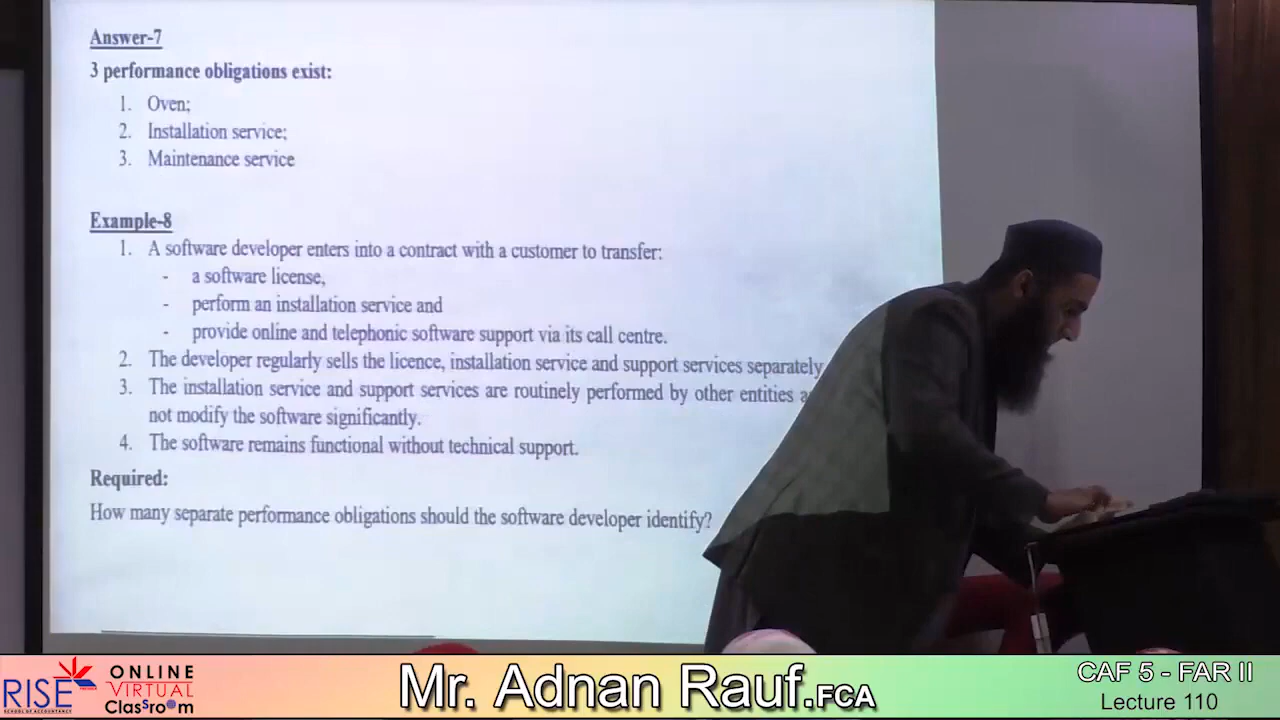 Answer-7
3 performance obligations exist:
1. Oven;
2. Installation service;
3. Maintenance service
Example-8
1. A software developer enters into a contract with a customer to transfer:
- a software license,
- perform an installation service and
- provide online and telephonic software support via its call centre.
2. The developer regularly sells the licence, installation service and support services separately
3. The installation service and support services are routinely performed by other entities
not modify the software significantly.
4. The software remains functional without technical support.
Required:
How many separate performance obligations should the software developer identify?
RISE PREMIER
SCHOOL OF ACCOUNTANCY
ONLINE
VIRTUAL
Classroom
Mr. Adnan Rauf.FCA
CAF 5 - FAR II
Lecture 110